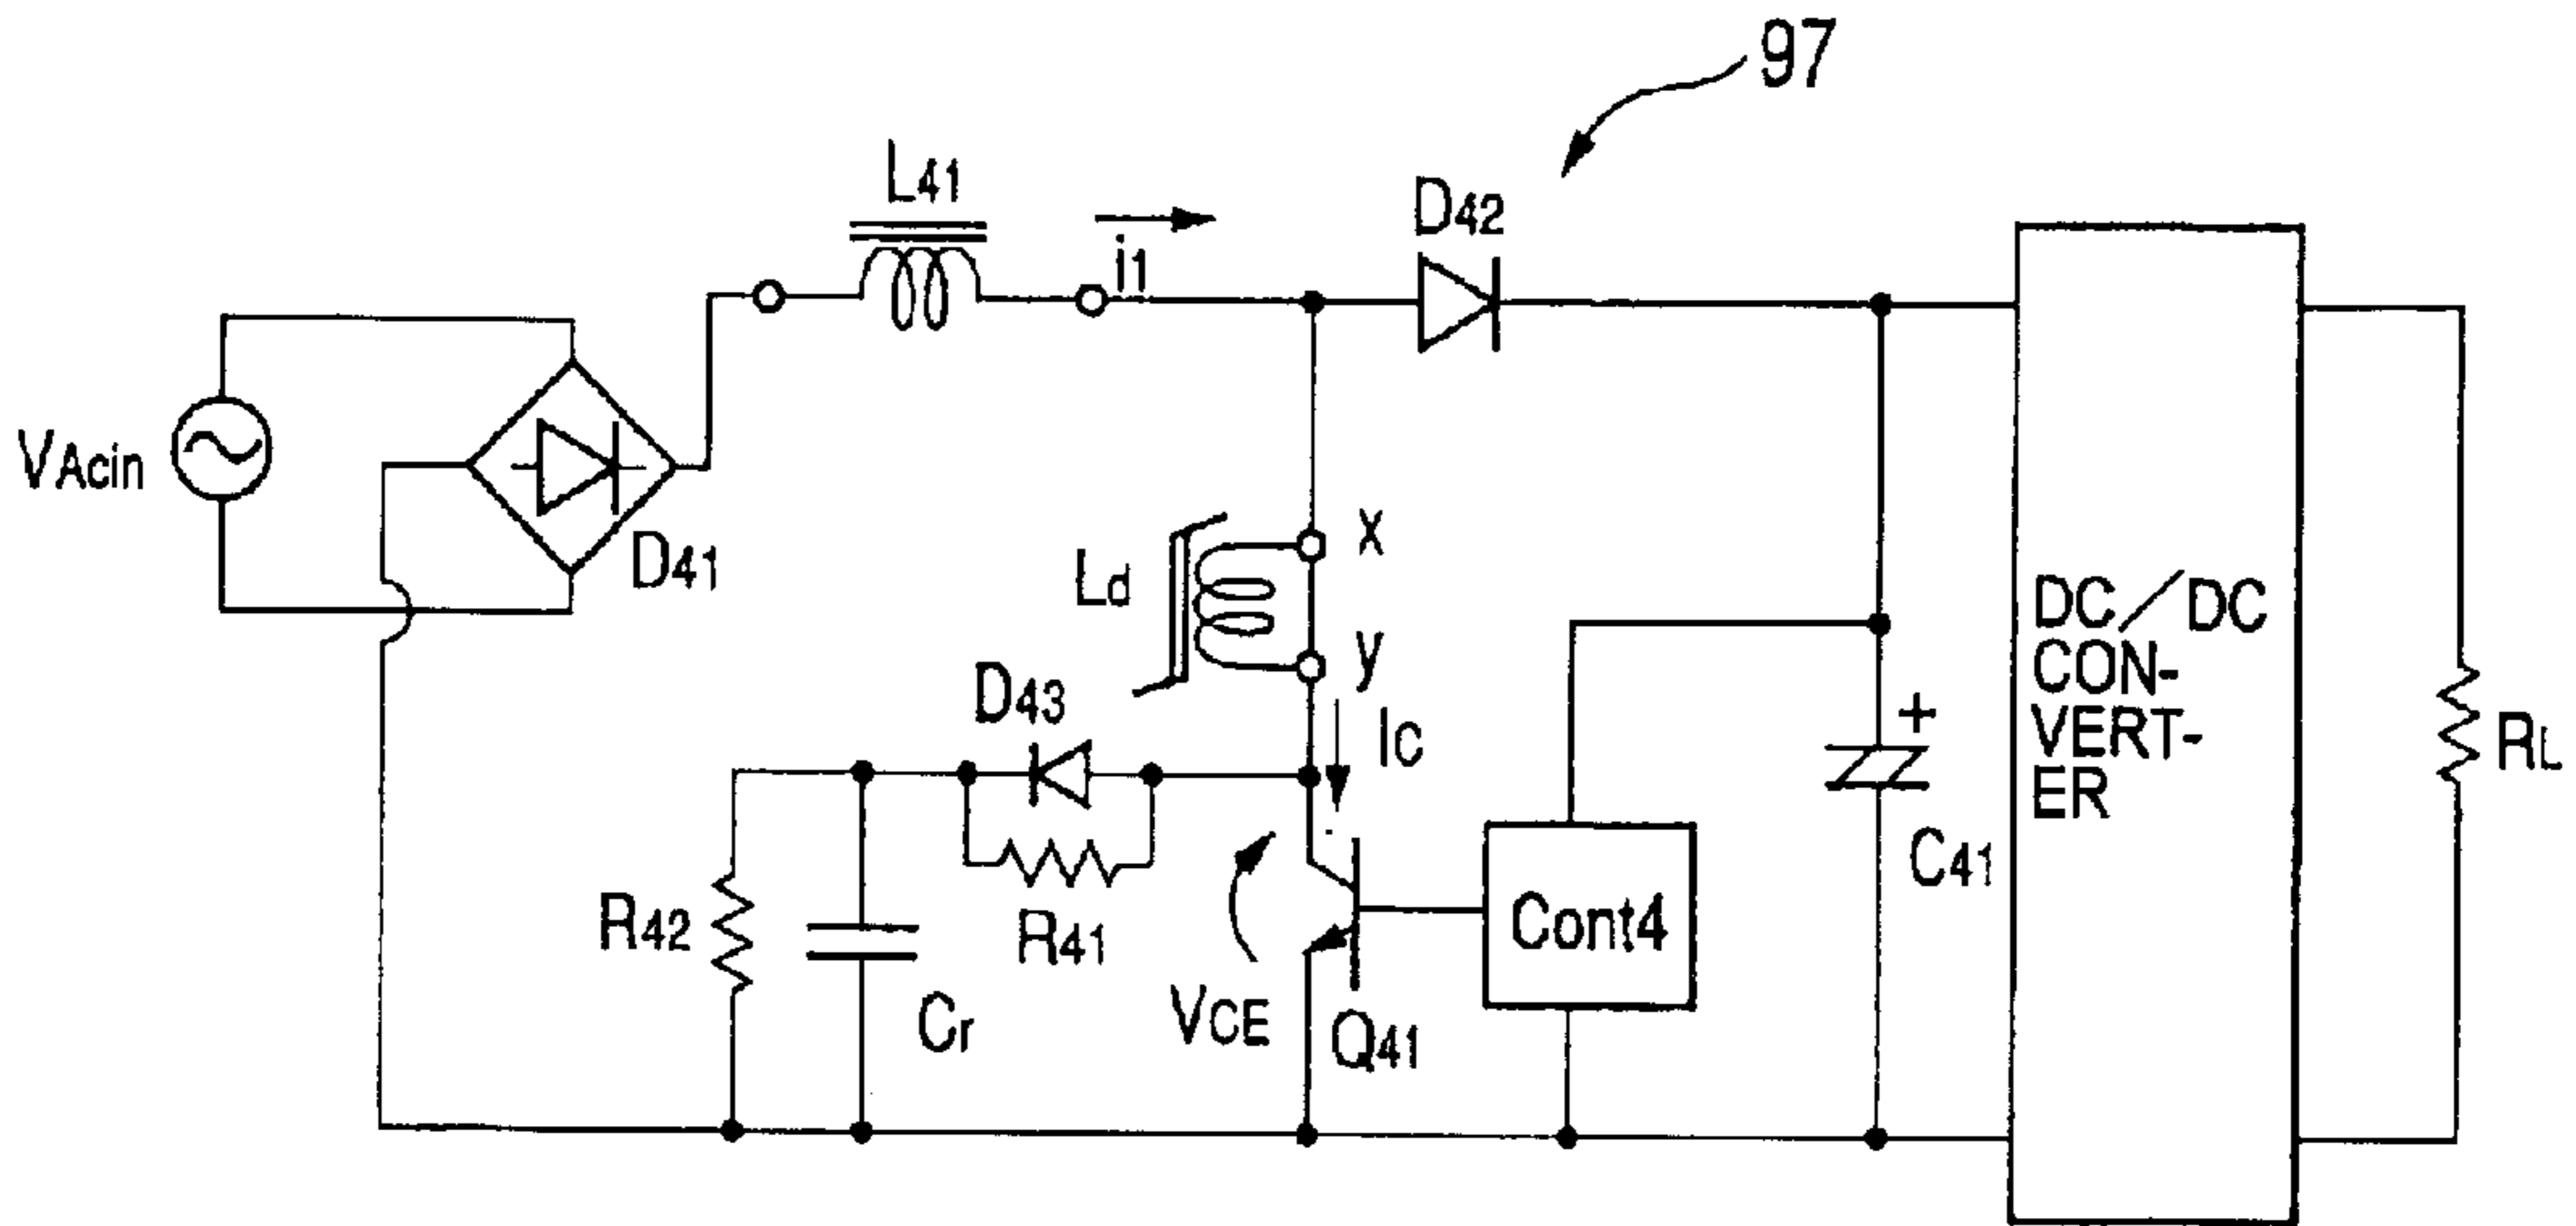 97
L41
i1
D42
VAcin
D41
x
Ld
y
D43
IC
DC/DC
CON-
VERT-
ER
+
RL
R42
R41
Cr
VCE
Q41
Cont4
C41